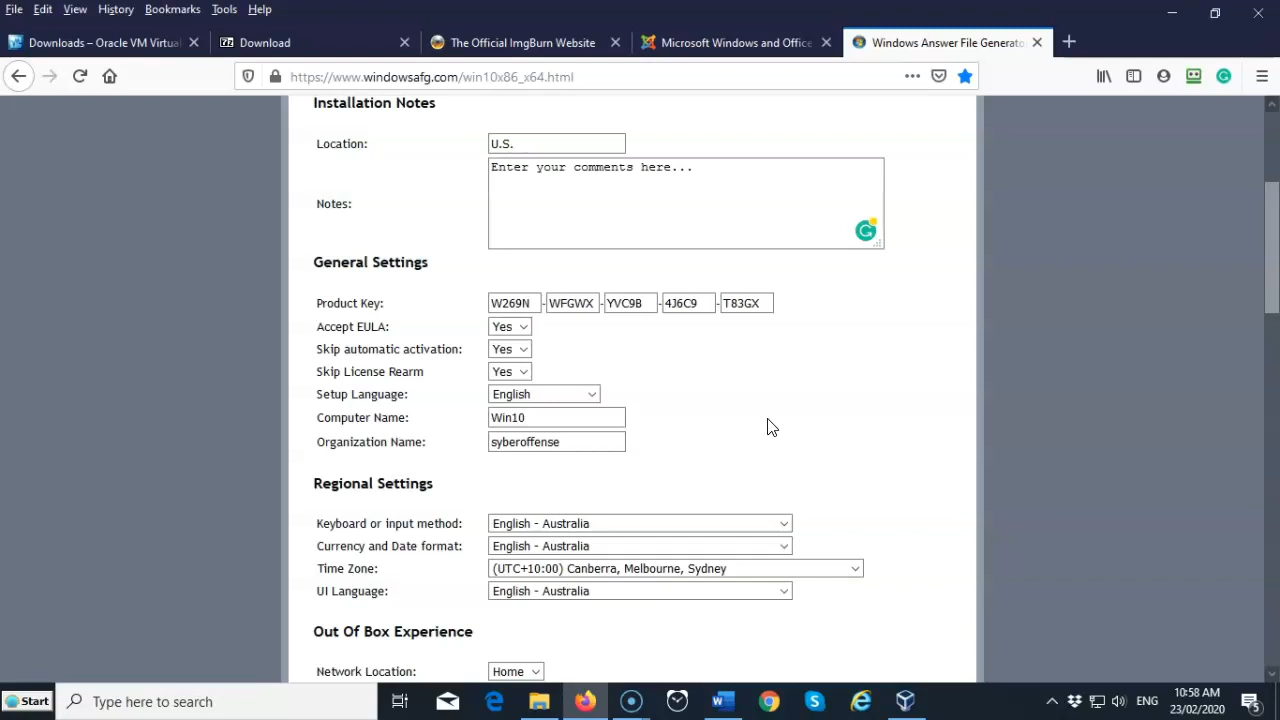 File Edit View History Bookmarks Tools Help
Downloads – Oracle VM Virtual
Download
The Official ImgBurn Website
Microsoft Windows and Office
Windows Answer File Generator
https://www.windowsafg.com/win10x86_x64.html
Installation Notes
Location: U.S.
Enter your comments here...
Notes:
General Settings
Product Key: W269N - WFGWX - YVC9B - 4J6C9 - T83GX
Accept EULA: Yes
Skip automatic activation: Yes
Skip License Rearm Yes
Setup Language: English
Computer Name: Win10
Organization Name: syberoffense
Regional Settings
Keyboard or input method: English - Australia
Currency and Date format: English - Australia
Time Zone: (UTC+10:00) Canberra, Melbourne, Sydney
UI Language: English - Australia
Out Of Box Experience
Network Location: Home
Start
Type here to search
ENG
10:58 AM
23/02/2020
5